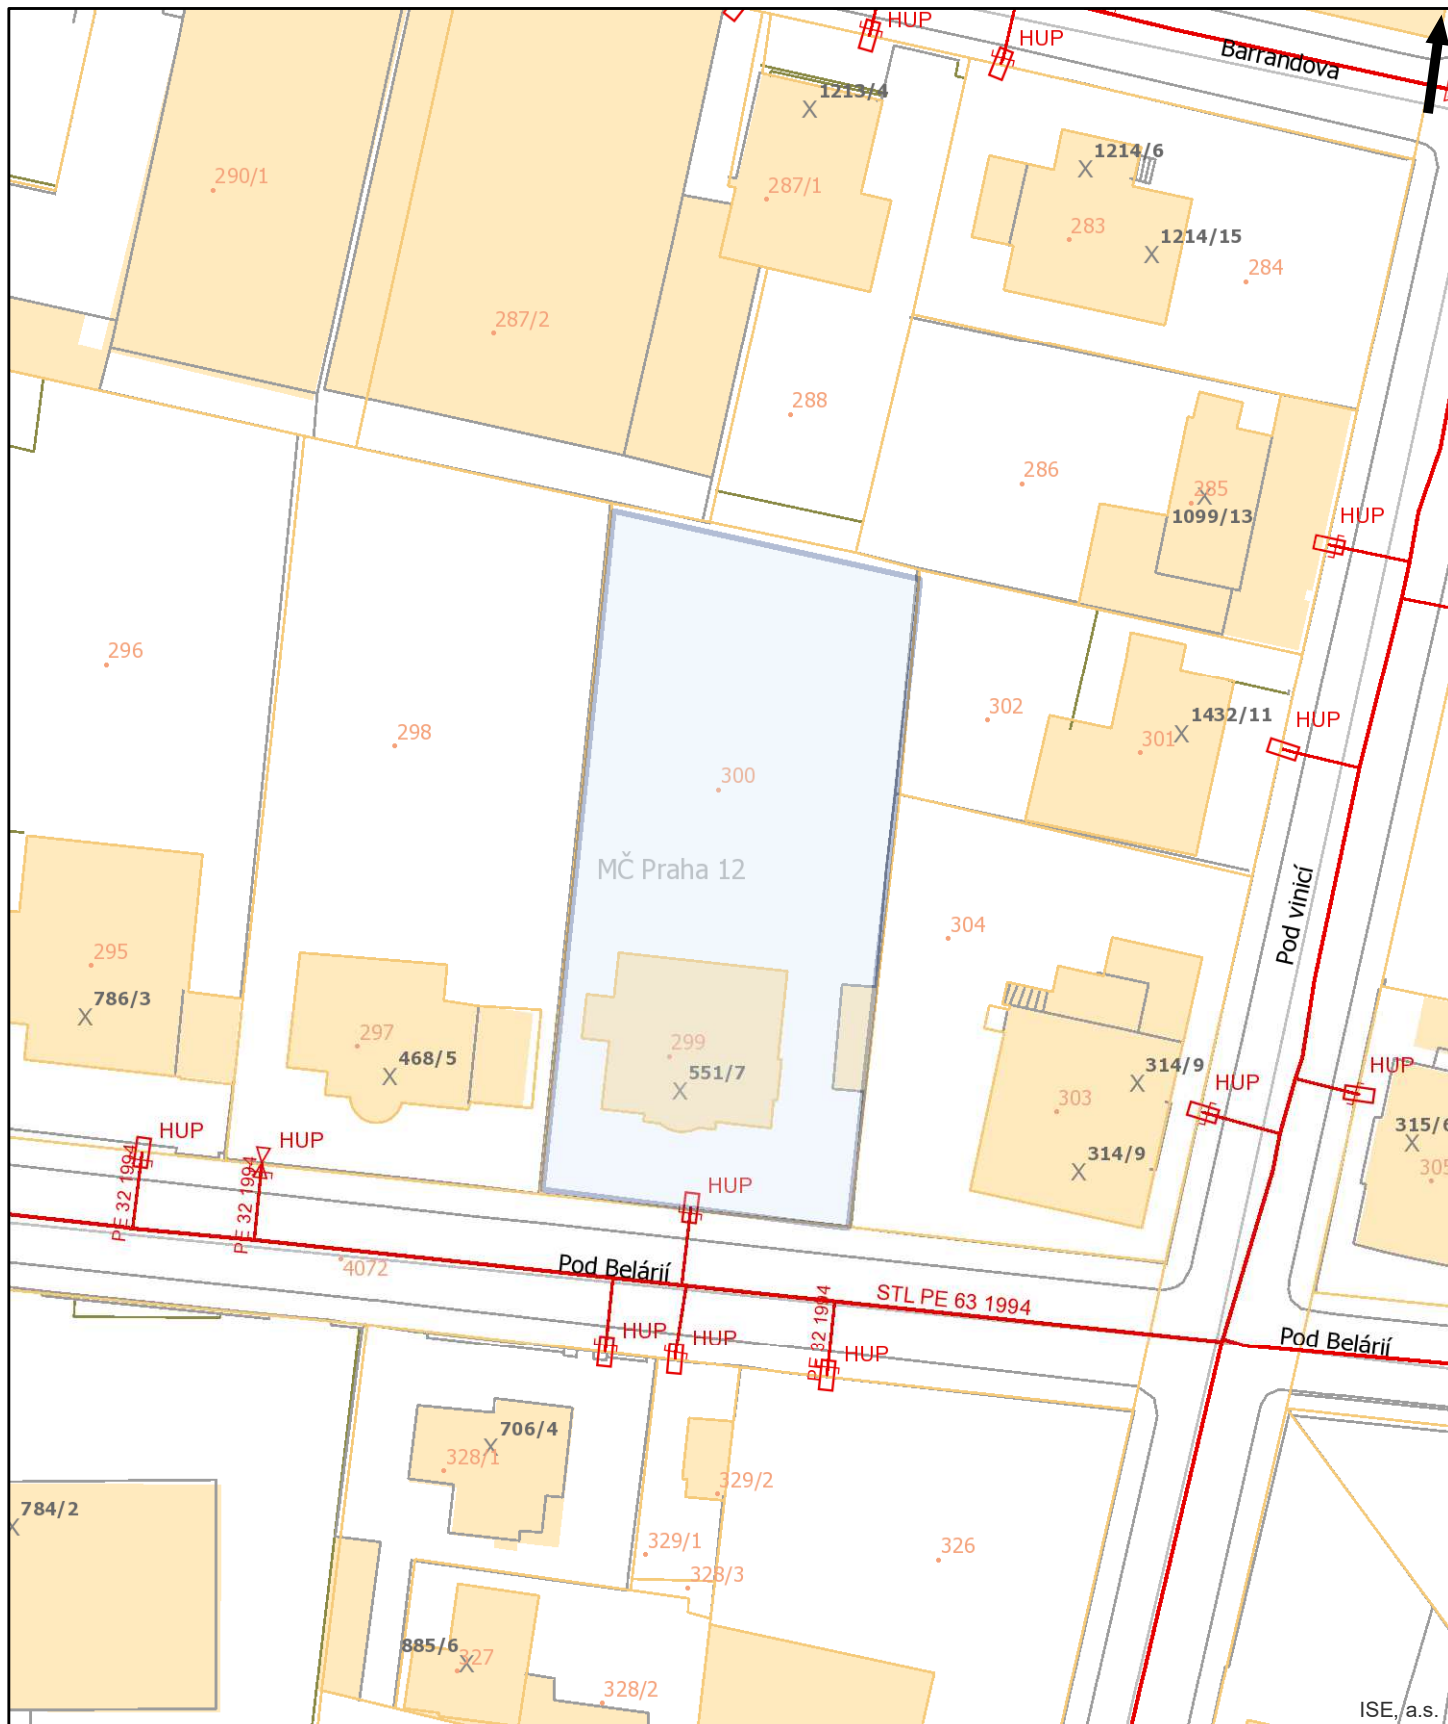 HUP
HUP
Barrandova
1213/4
1214/6
290/1
287/1
283
1214/15
284
287/2
288
286
285
1099/13
HUP
296
298
302
1432/11
HUP
301
300
MČ Praha 12
Pod vinicí
304
295
786/3
297
468/5
299
551/7
314/9
HUP
303
HUP
315/6
305
314/9
HUP
HUP
PE 32 1994
PE 32 1994
HUP
4072
Pod Belárií
STL PE 63 1994
PE 32 1994
HUP
HUP
HUP
Pod Belárií
706/4
328/1
329/2
784/2
329/1
326
328/3
885/6
327
328/2
ISE, a.s.